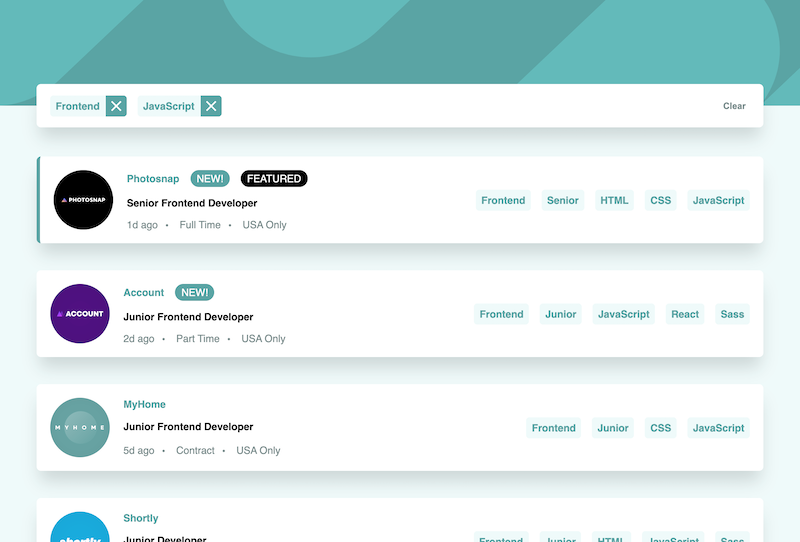 Frontend JavaScript Clear
Photosnap NEW! FEATURED
PHOTOSNAP
Senior Frontend Developer
1d ago • Full Time • USA Only
Frontend Senior HTML CSS JavaScript
Account NEW!
ACCOUNT
Junior Frontend Developer
2d ago • Part Time • USA Only
Frontend Junior JavaScript React Sass
MyHome
MYHOME
Junior Frontend Developer
5d ago • Contract • USA Only
Frontend Junior CSS JavaScript
Shortly
shortly
Junior Developer
Frontend Junior HTML JavaScript Sass